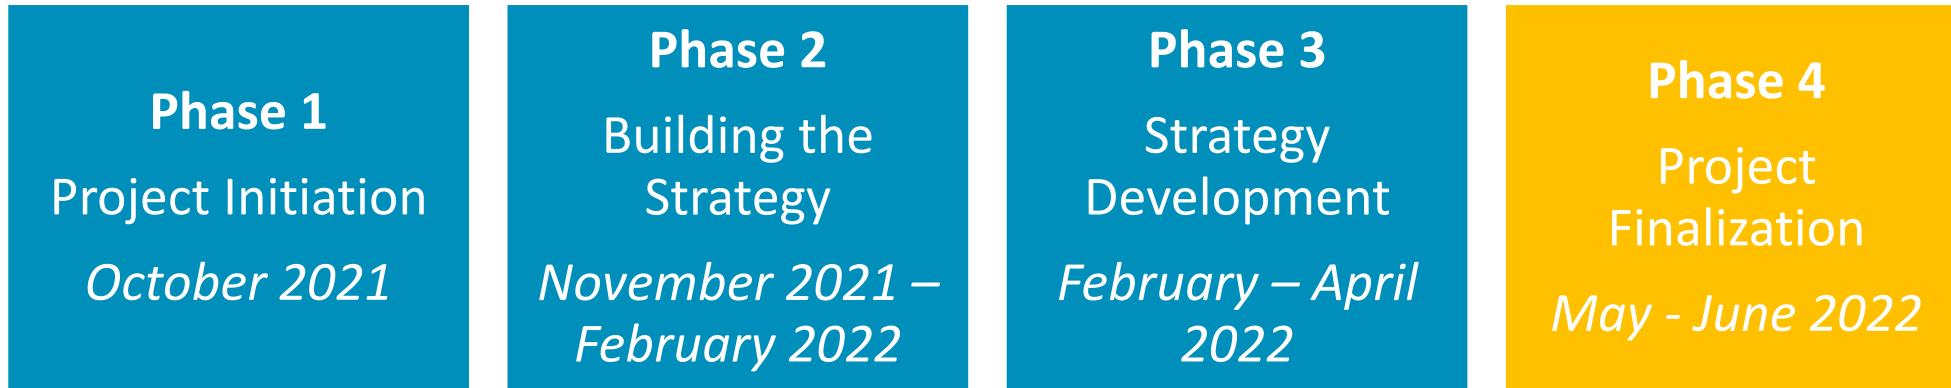 Phase 1
Project Initiation
October 2021
Phase 2
Building the
Strategy
November 2021 –
February 2022
Phase 3
Strategy
Development
February – April
2022
Phase 4
Project
Finalization
May - June 2022